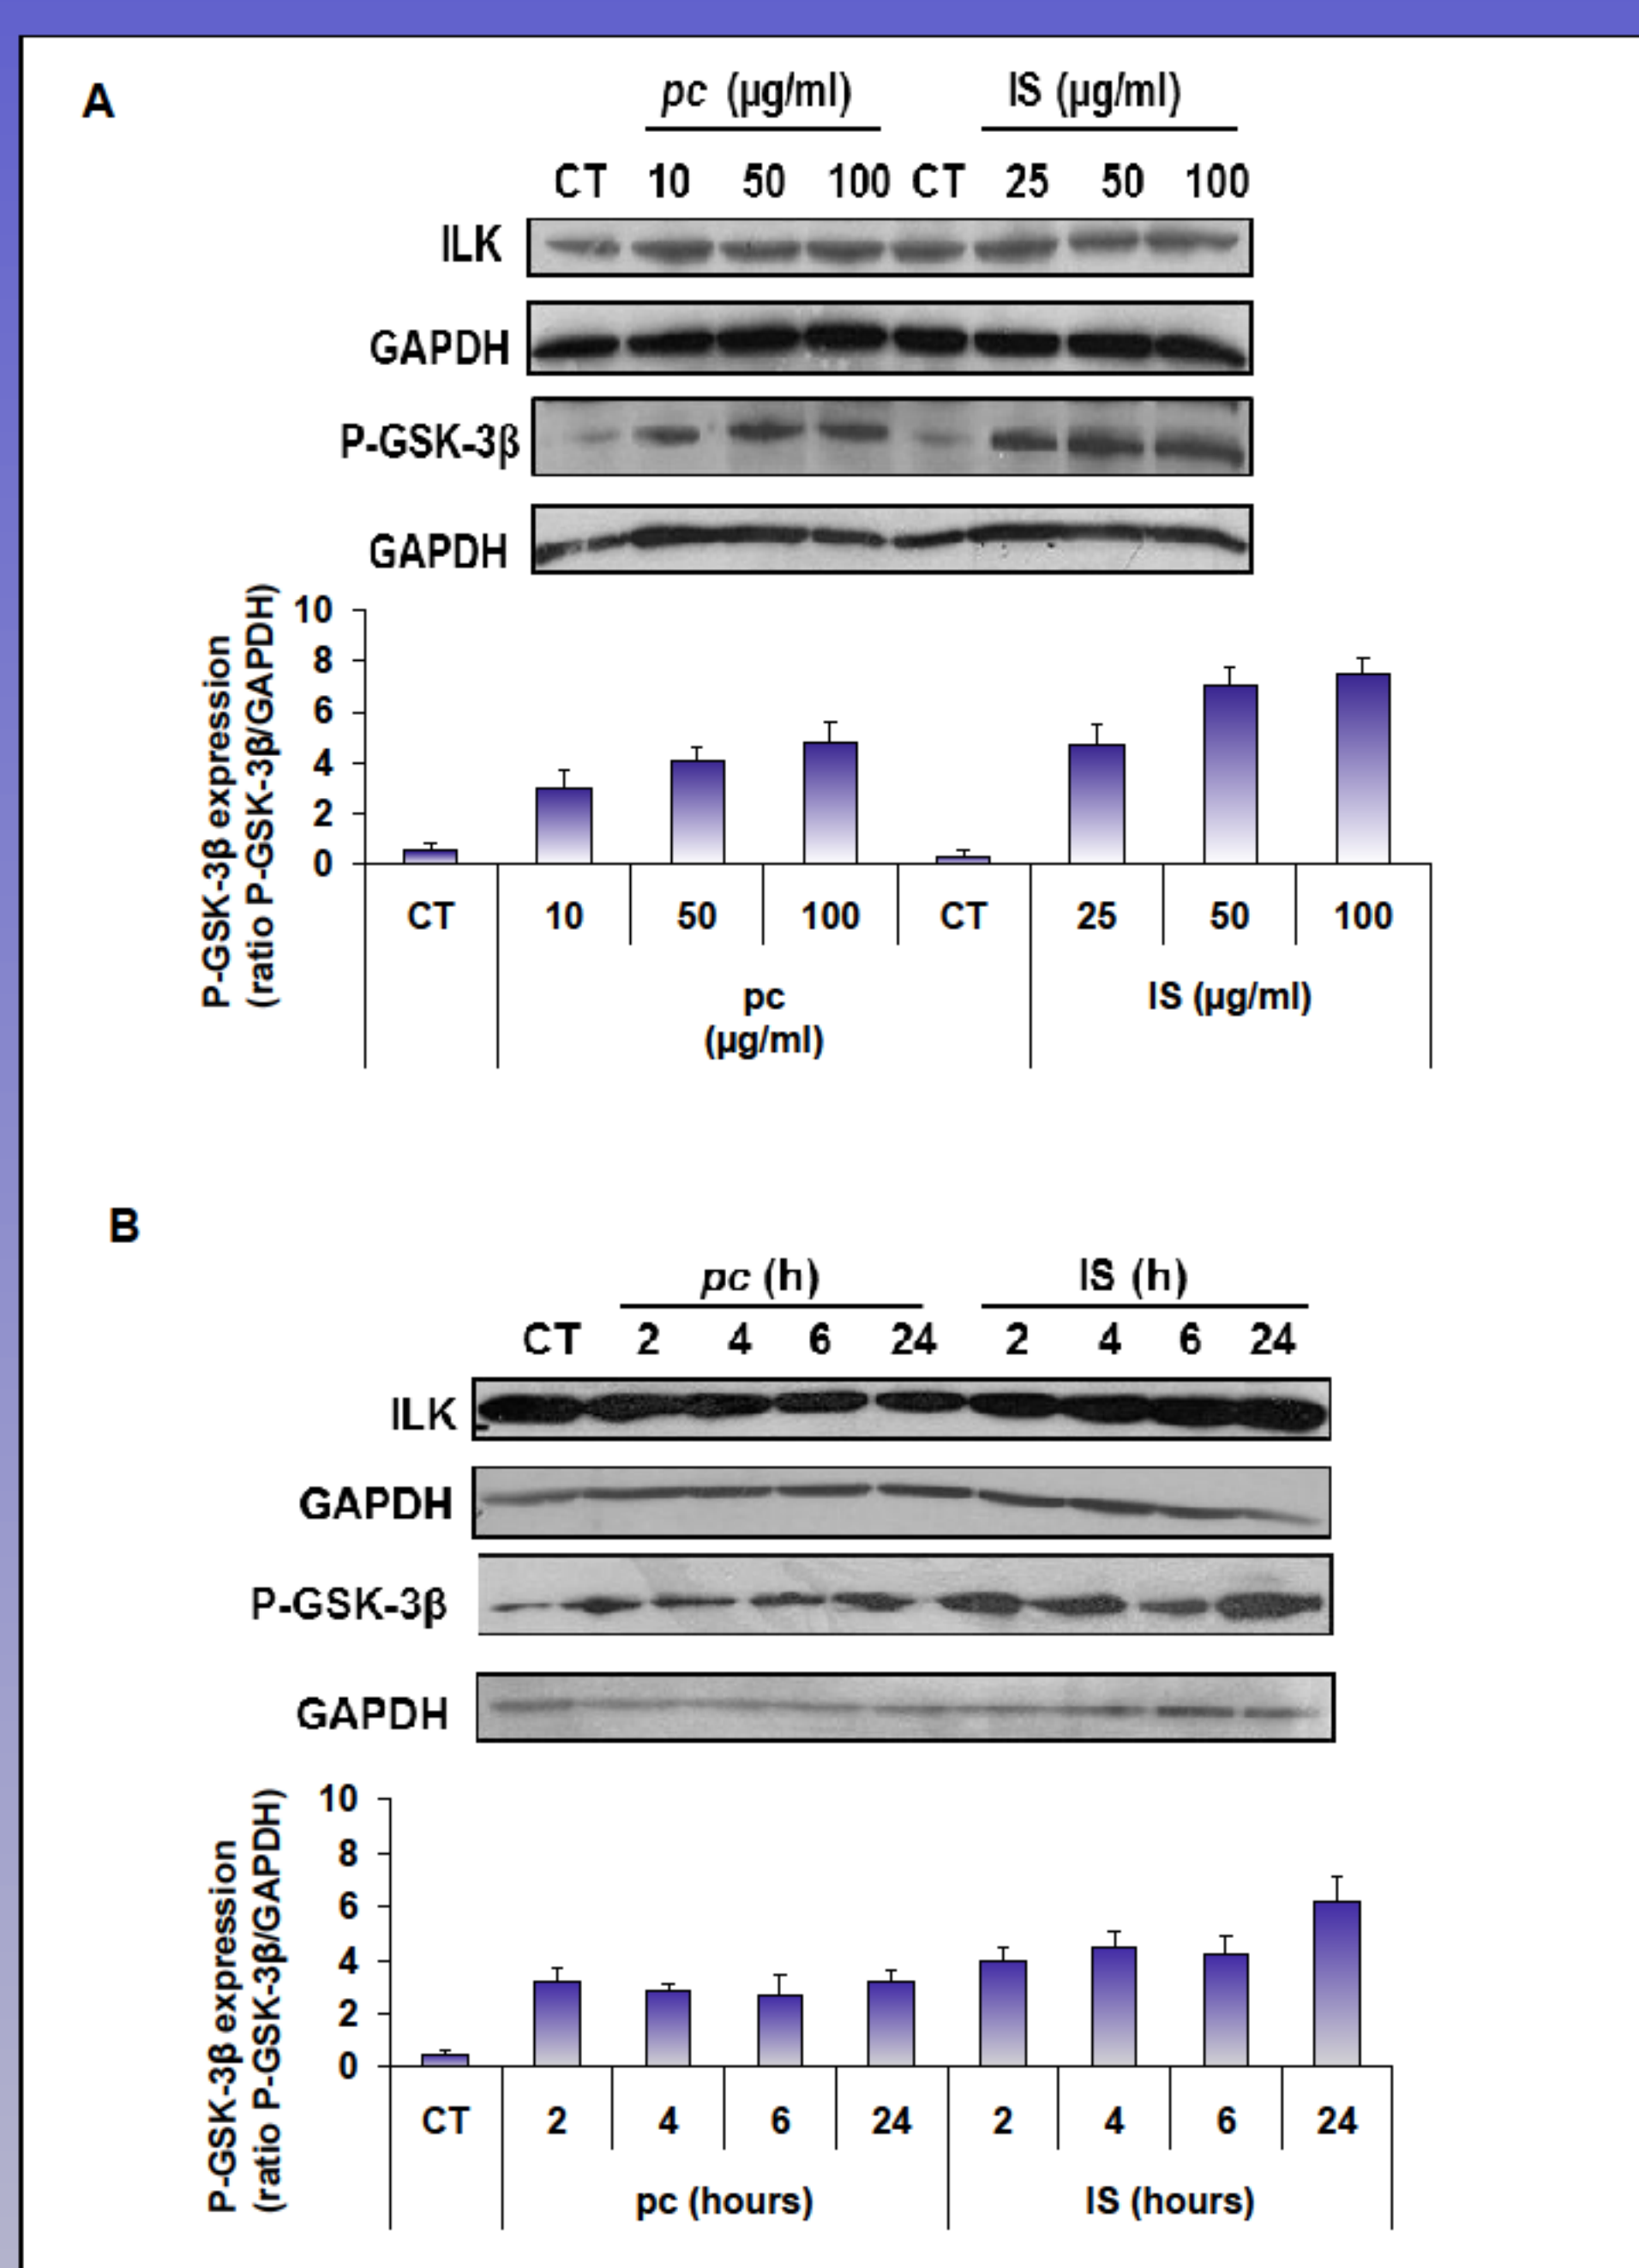 A
pc (µg/ml) IS (µg/ml)
CT 10 50 100 CT 25 50 100
ILK
GAPDH
P-GSK-3β
GAPDH
P-GSK-3β expression
(ratio P-GSK-3β/GAPDH)
10
8
6
4
2
0
CT 10 50 100 CT 25 50 100
pc
(µg/ml)
IS (µg/ml)
B
pc (h) IS (h)
CT 2 4 6 24 2 4 6 24
ILK
GAPDH
P-GSK-3β
GAPDH
P-GSK-3β expression
(ratio P-GSK-3β/GAPDH)
10
8
6
4
2
0
CT 2 4 6 24 2 4 6 24
pc (hours) IS (hours)